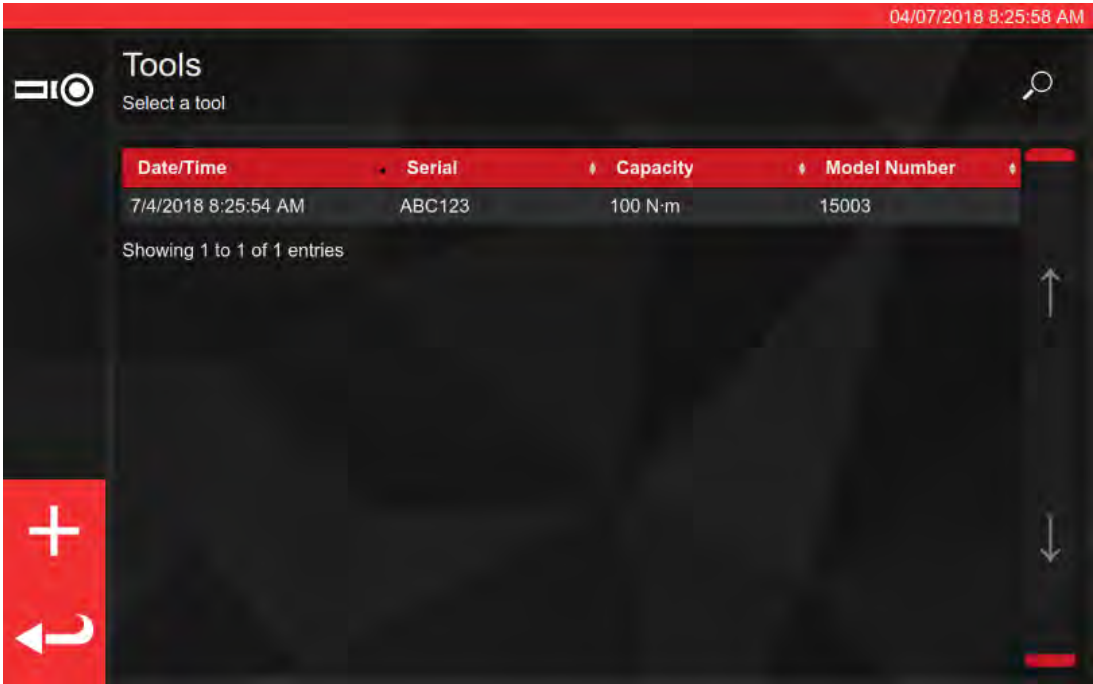 04/07/2018 8:25:58 AM
Tools
Select a tool
Date/Time Serial Capacity Model Number
7/4/2018 8:25:54 AM ABC123 100 N·m 15003
Showing 1 to 1 of 1 entries